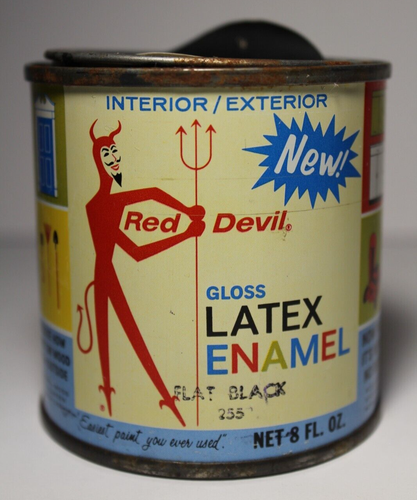 INTERIOR / EXTERIOR
New!
Red Devil®
GLOSS
LATEX
ENAMEL
FLAT BLACK
255
"Easiest paint you ever used".
NET 8 FL. OZ.